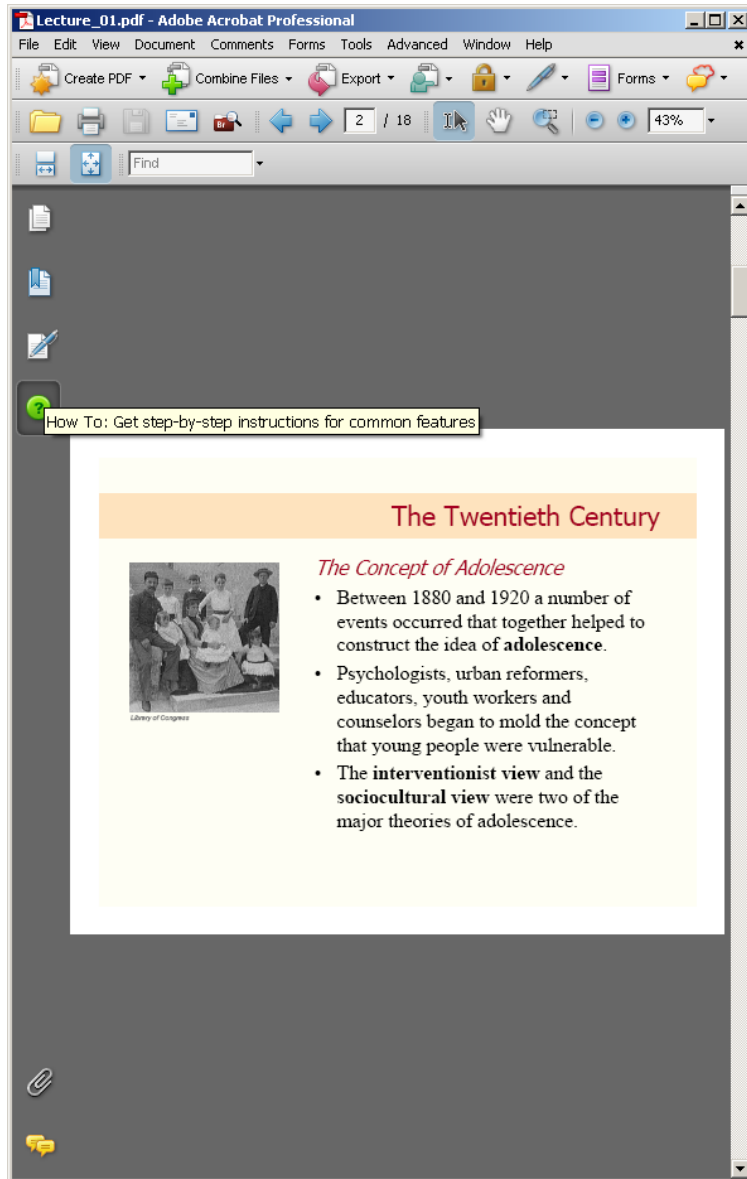 Lecture_01.pdf - Adobe Acrobat Professional
File Edit View Document Comments Forms Tools Advanced Window Help
Create PDF Combine Files Export Forms
Br 2 / 18 43%
Find
?
How To: Get step-by-step instructions for common features
The Twentieth Century
The Concept of Adolescence
• Between 1880 and 1920 a number of
events occurred that together helped to
construct the idea of adolescence.
• Psychologists, urban reformers,
educators, youth workers and
counselors began to mold the concept
that young people were vulnerable.
• The interventionist view and the
sociocultural view were two of the
major theories of adolescence.
Library of Congress